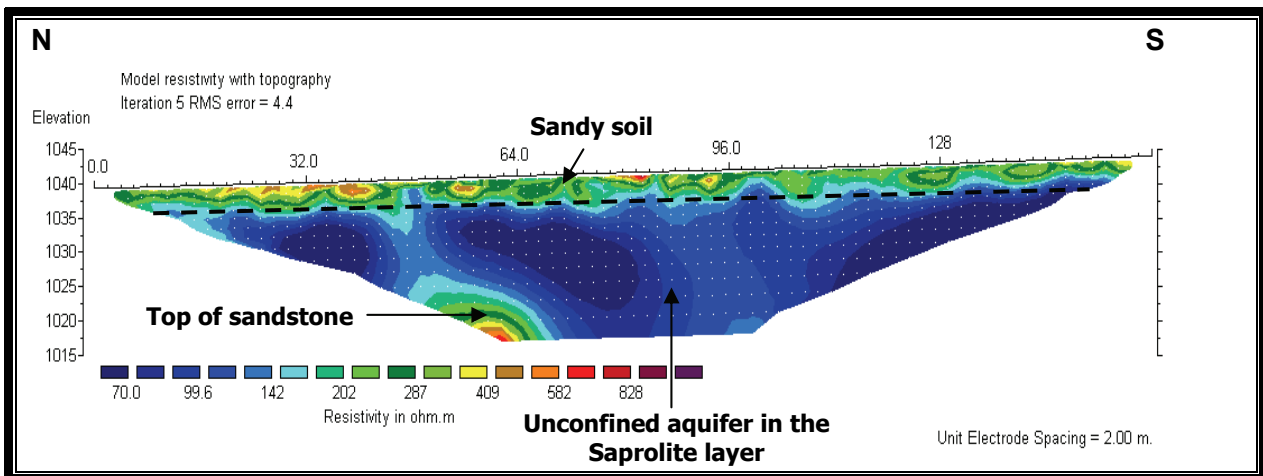 N
S
Model resistivity with topography
Iteration 5 RMS error = 4.4
Elevation
Sandy soil
1045
0.0
32.0
64.0
96.0
128
1040
1035
1030
1025
Top of sandstone
1020
1015
70.0 99.6 142 202 287 409 582 828
Resistivity in ohm.m
Unconfined aquifer in the
Saprolite layer
Unit Electrode Spacing = 2.00 m.